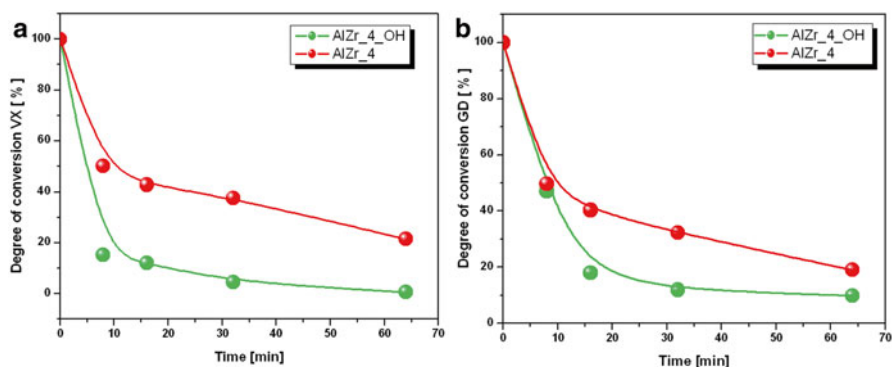 a
AlZr_4_OH
AlZr_4
Degree of conversion VX [ % ]
100
80
60
40
20
0
0 10 20 30 40 50 60 70
Time [min]
b
AlZr_4_OH
AlZr_4
Degree of conversion GD [ % ]
100
80
60
40
20
0
0 10 20 30 40 50 60 70
Time [min]